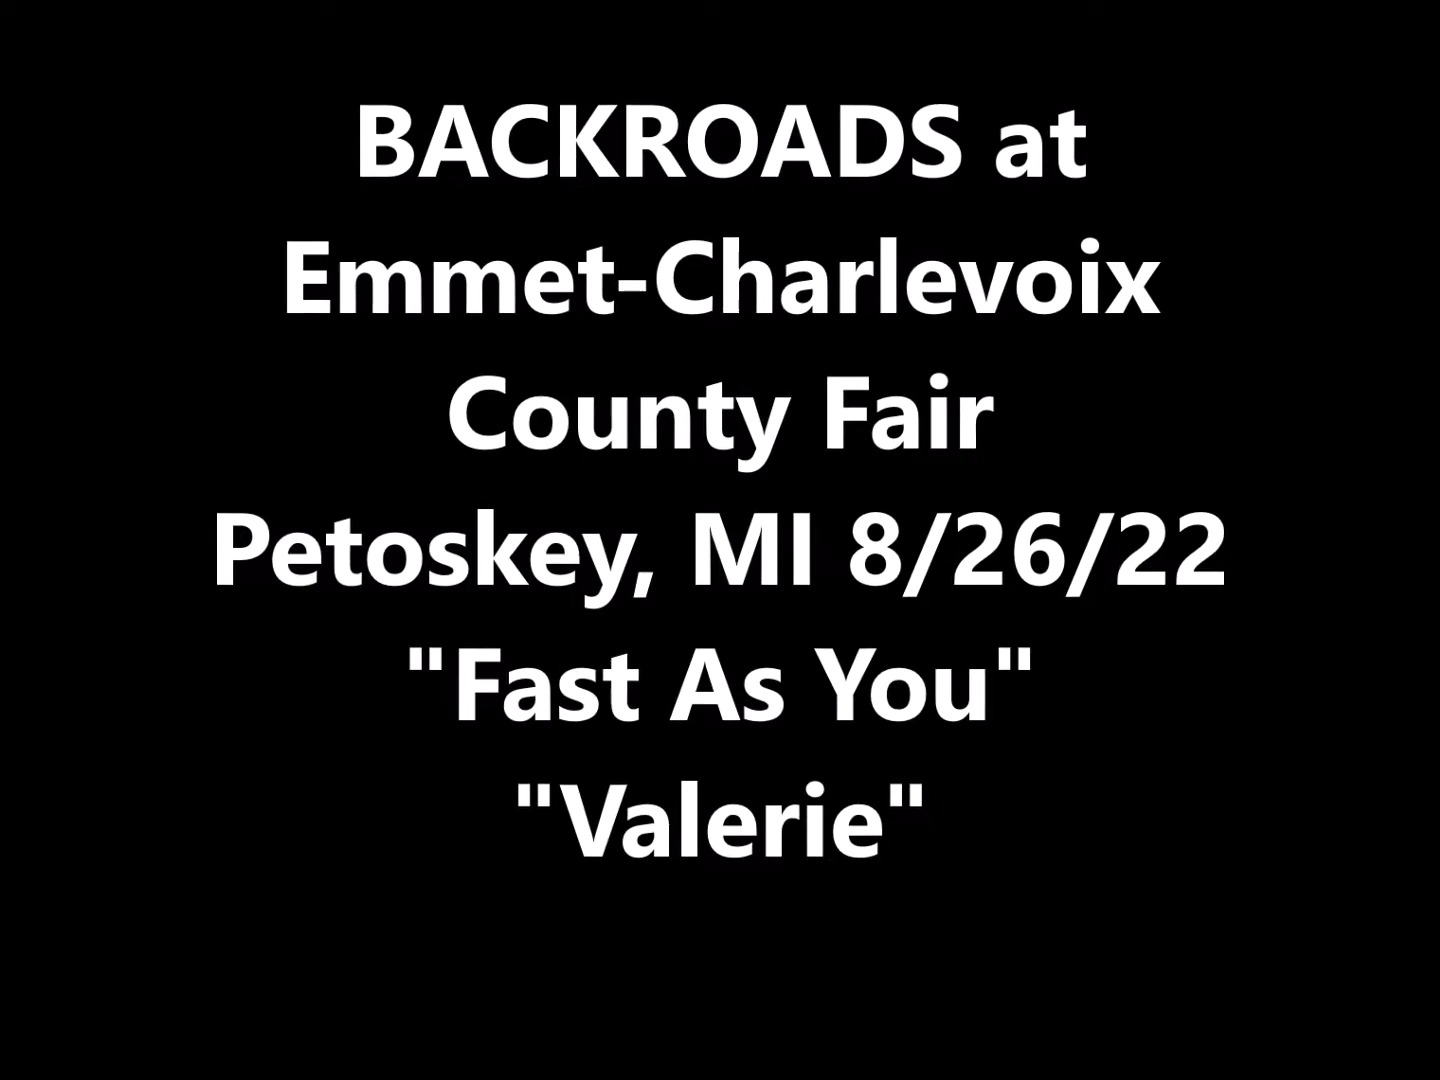 BACKROADS at
Emmet-Charlevoix
County Fair
Petoskey, MI 8/26/22
"Fast As You"
"Valerie"